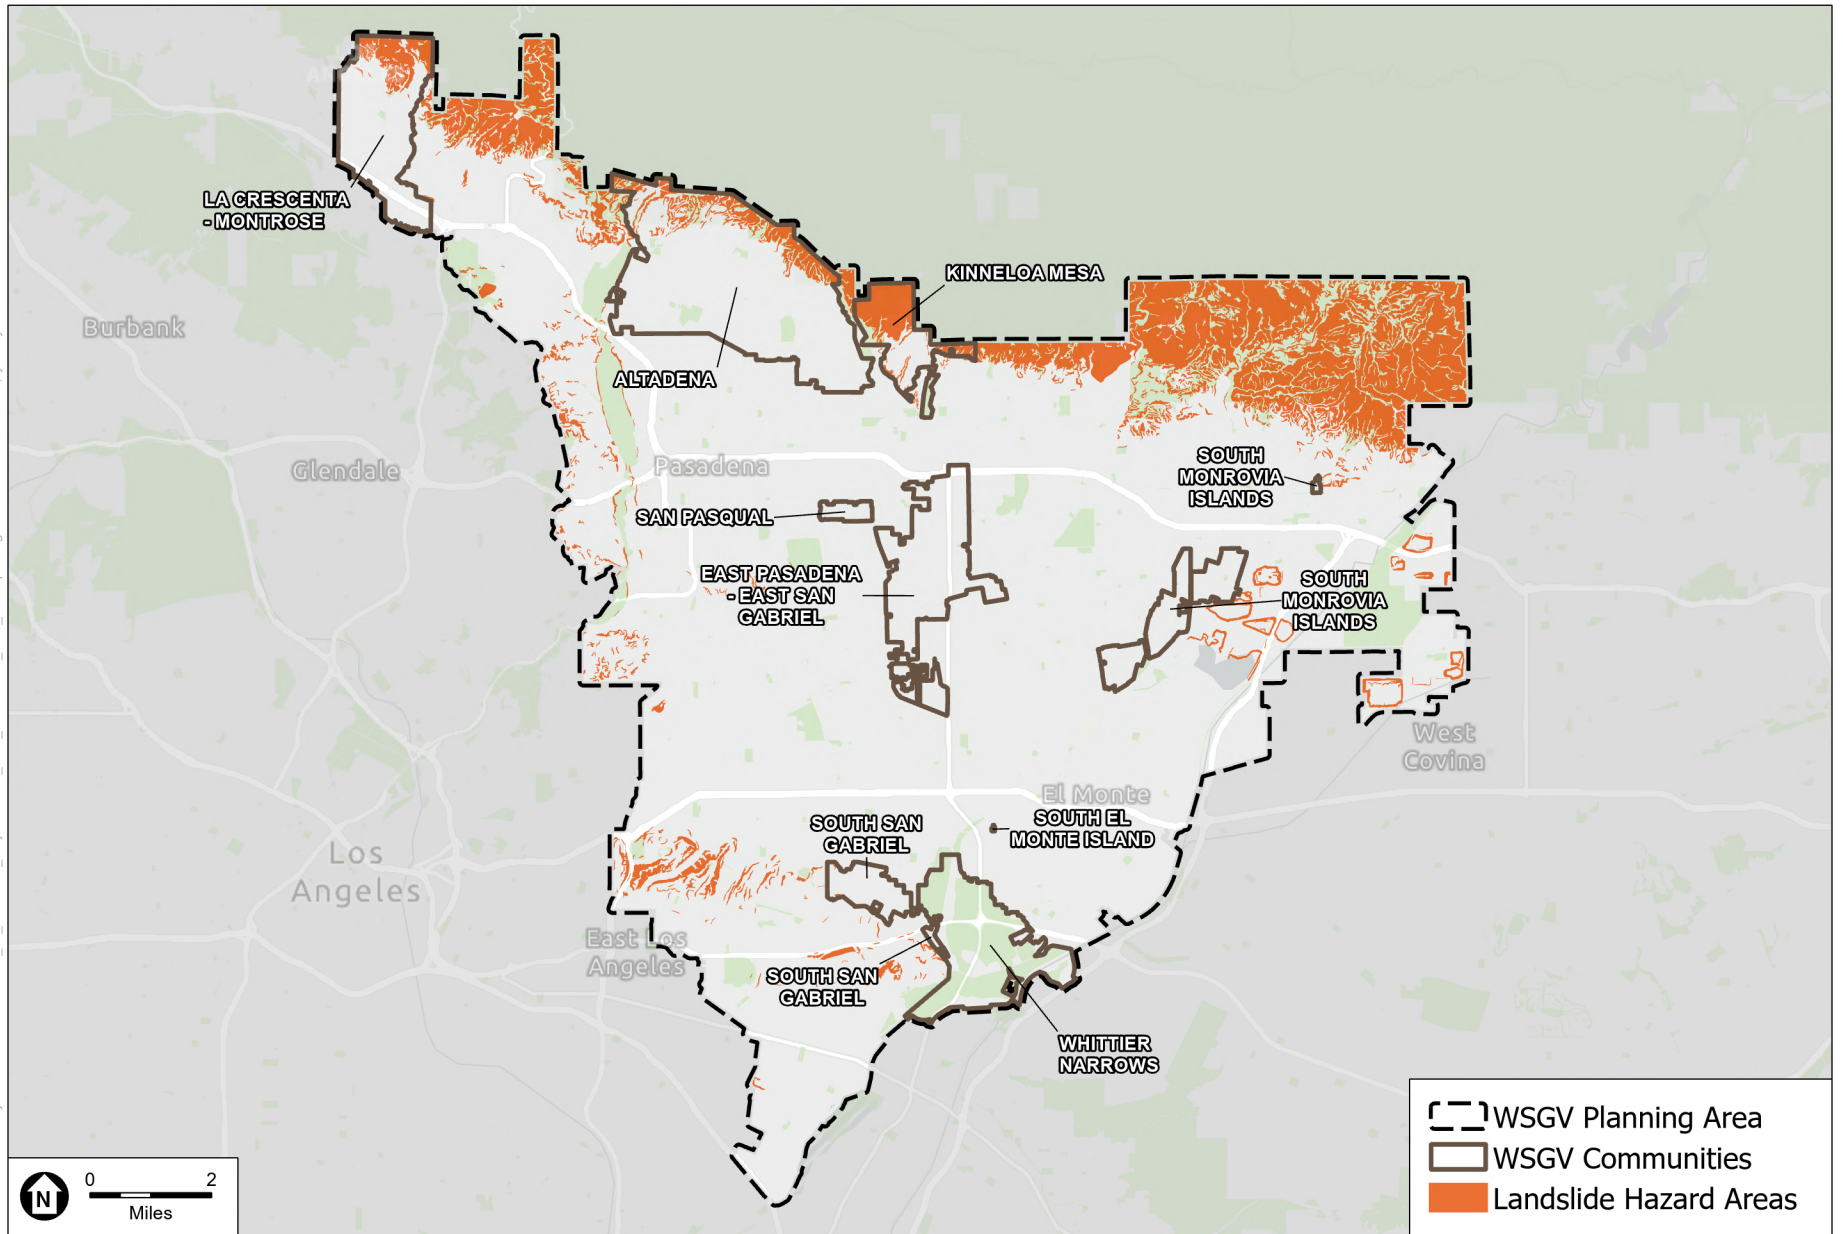 LA CRESCENTA
- MONTROSE
KINNELOA MESA
Burbank
ALTADENA
Glendale
Pasadena
SOUTH
MONROVIA
ISLANDS
SAN PASQUAL
EAST PASADENA
- EAST SAN
GABRIEL
SOUTH
MONROVIA
ISLANDS
West
Covina
El Monte
SOUTH EL
MONTE ISLAND
SOUTH SAN
GABRIEL
Los
Angeles
East Los
Angeles
SOUTH SAN
GABRIEL
WHITTIER
NARROWS
WSGV Planning Area
WSGV Communities
Landslide Hazard Areas
N
0 2
Miles